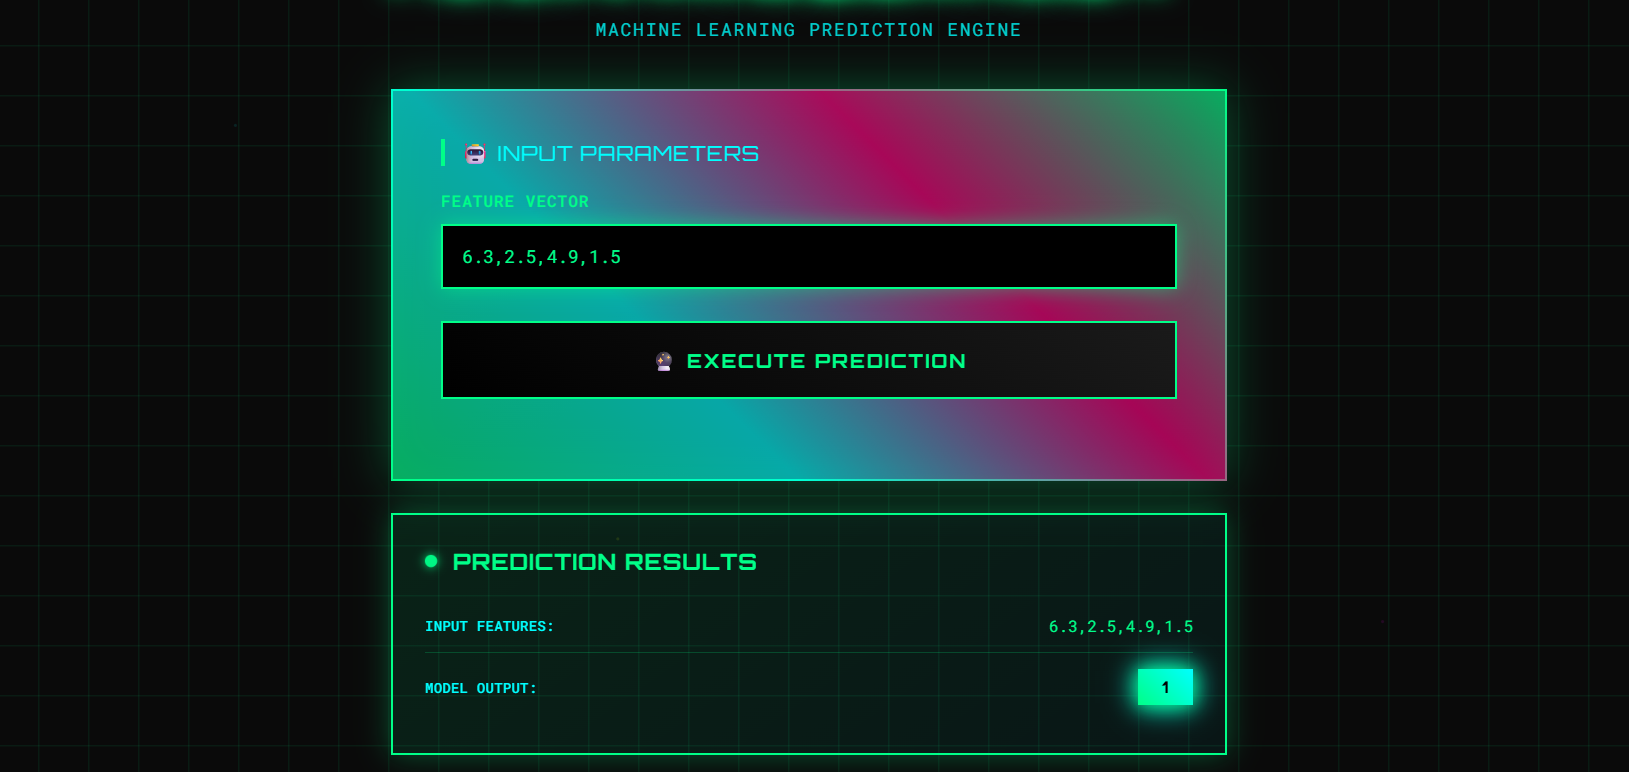 MACHINE LEARNING PREDICTION ENGINE
INPUT PARAMETERS
FEATURE VECTOR
6.3,2.5,4.9,1.5
EXECUTE PREDICTION
PREDICTION RESULTS
INPUT FEATURES: 6.3,2.5,4.9,1.5
MODEL OUTPUT: 1